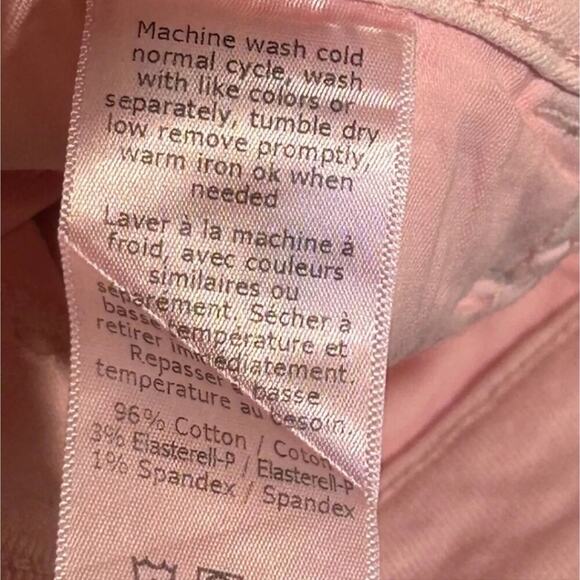 Machine wash cold
normal cycle, wash
with like colors or
separately, tumble dry
low remove promptly,
warm iron ok when
needed
Laver à la machine à
froid, avec couleurs
similaires ou
séparement. Sécher à
basse température et
retirer immédiatement.
Repasser à basse
température au besoin.
96% Cotton / Coton
3% Elasterell-P / Elasterell-P
1% Spandex / Spandex